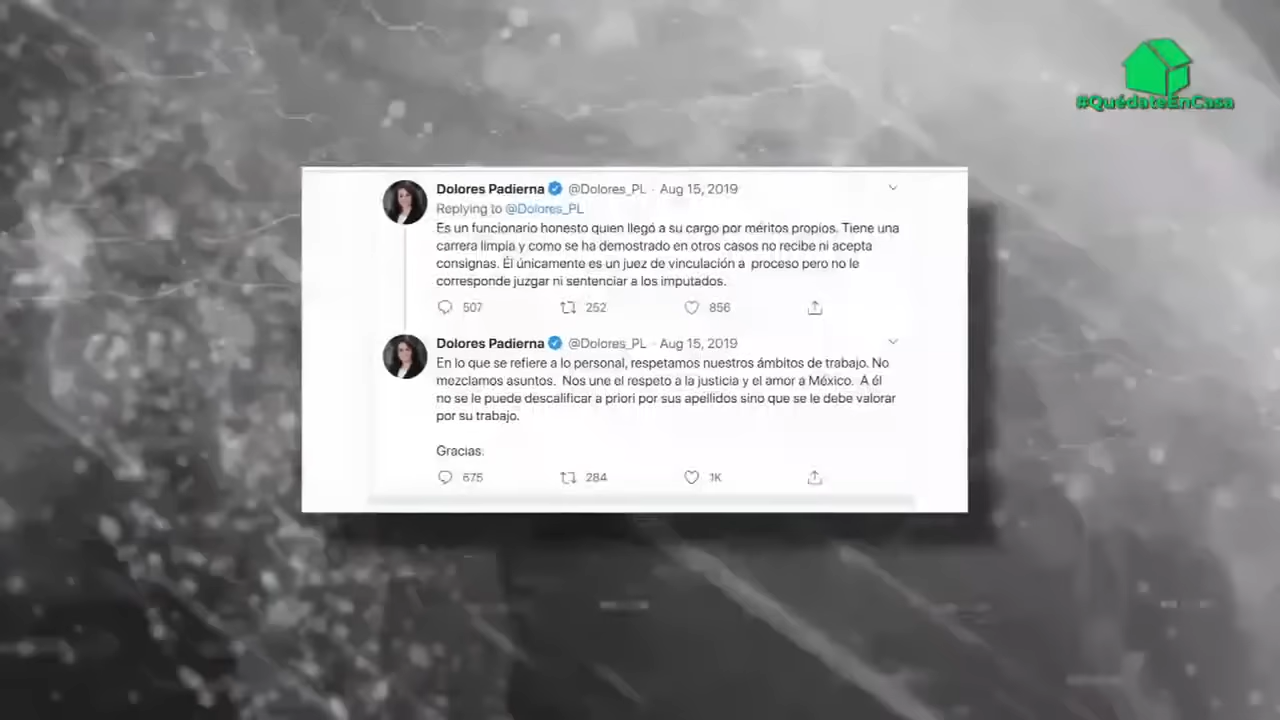 #QuédateEnCasa
Dolores Padierna @Dolores_PL · Aug 15, 2019
Replying to @Dolores_PL
Es un funcionario honesto quien llegó a su cargo por méritos propios. Tiene una
carrera limpia y como se ha demostrado en otros casos no recibe ni acepta
consignas. Él únicamente es un juez de vinculación a proceso pero no le
corresponde juzgar ni sentenciar a los imputados.
507 252 856
Dolores Padierna @Dolores_PL · Aug 15, 2019
En lo que se refiere a lo personal, respetamos nuestros ámbitos de trabajo. No
mezclamos asuntos. Nos une el respeto a la justicia y el amor a México. A él
no se le puede descalificar a priori por sus apellidos sino que se le debe valorar
por su trabajo.
Gracias.
675 284 1K